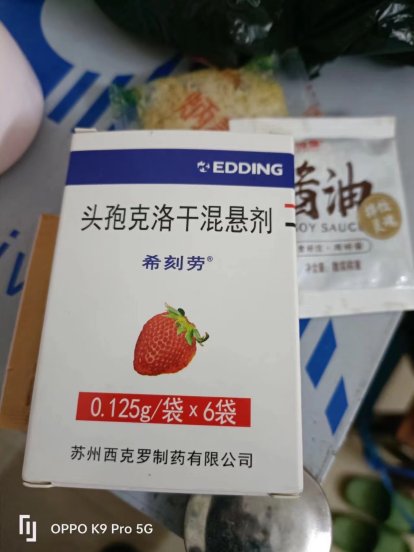 EDDING
头孢克洛干混悬剂
希刻劳®
0.125g/袋×6袋
苏州西克罗制药有限公司
酱油
SOY SAUCE
OPPO K9 Pro 5G